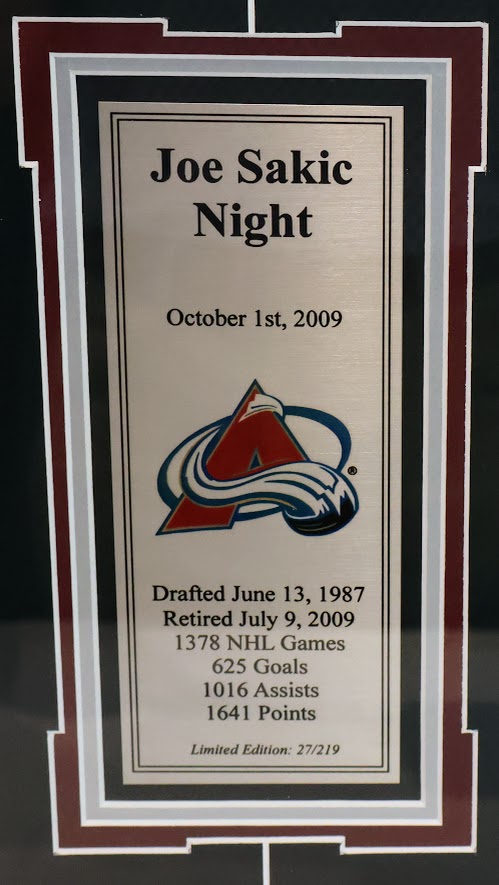 Joe Sakic
Night
October 1st, 2009
®
Drafted June 13, 1987
Retired July 9, 2009
1378 NHL Games
625 Goals
1016 Assists
1641 Points
Limited Edition: 27/219